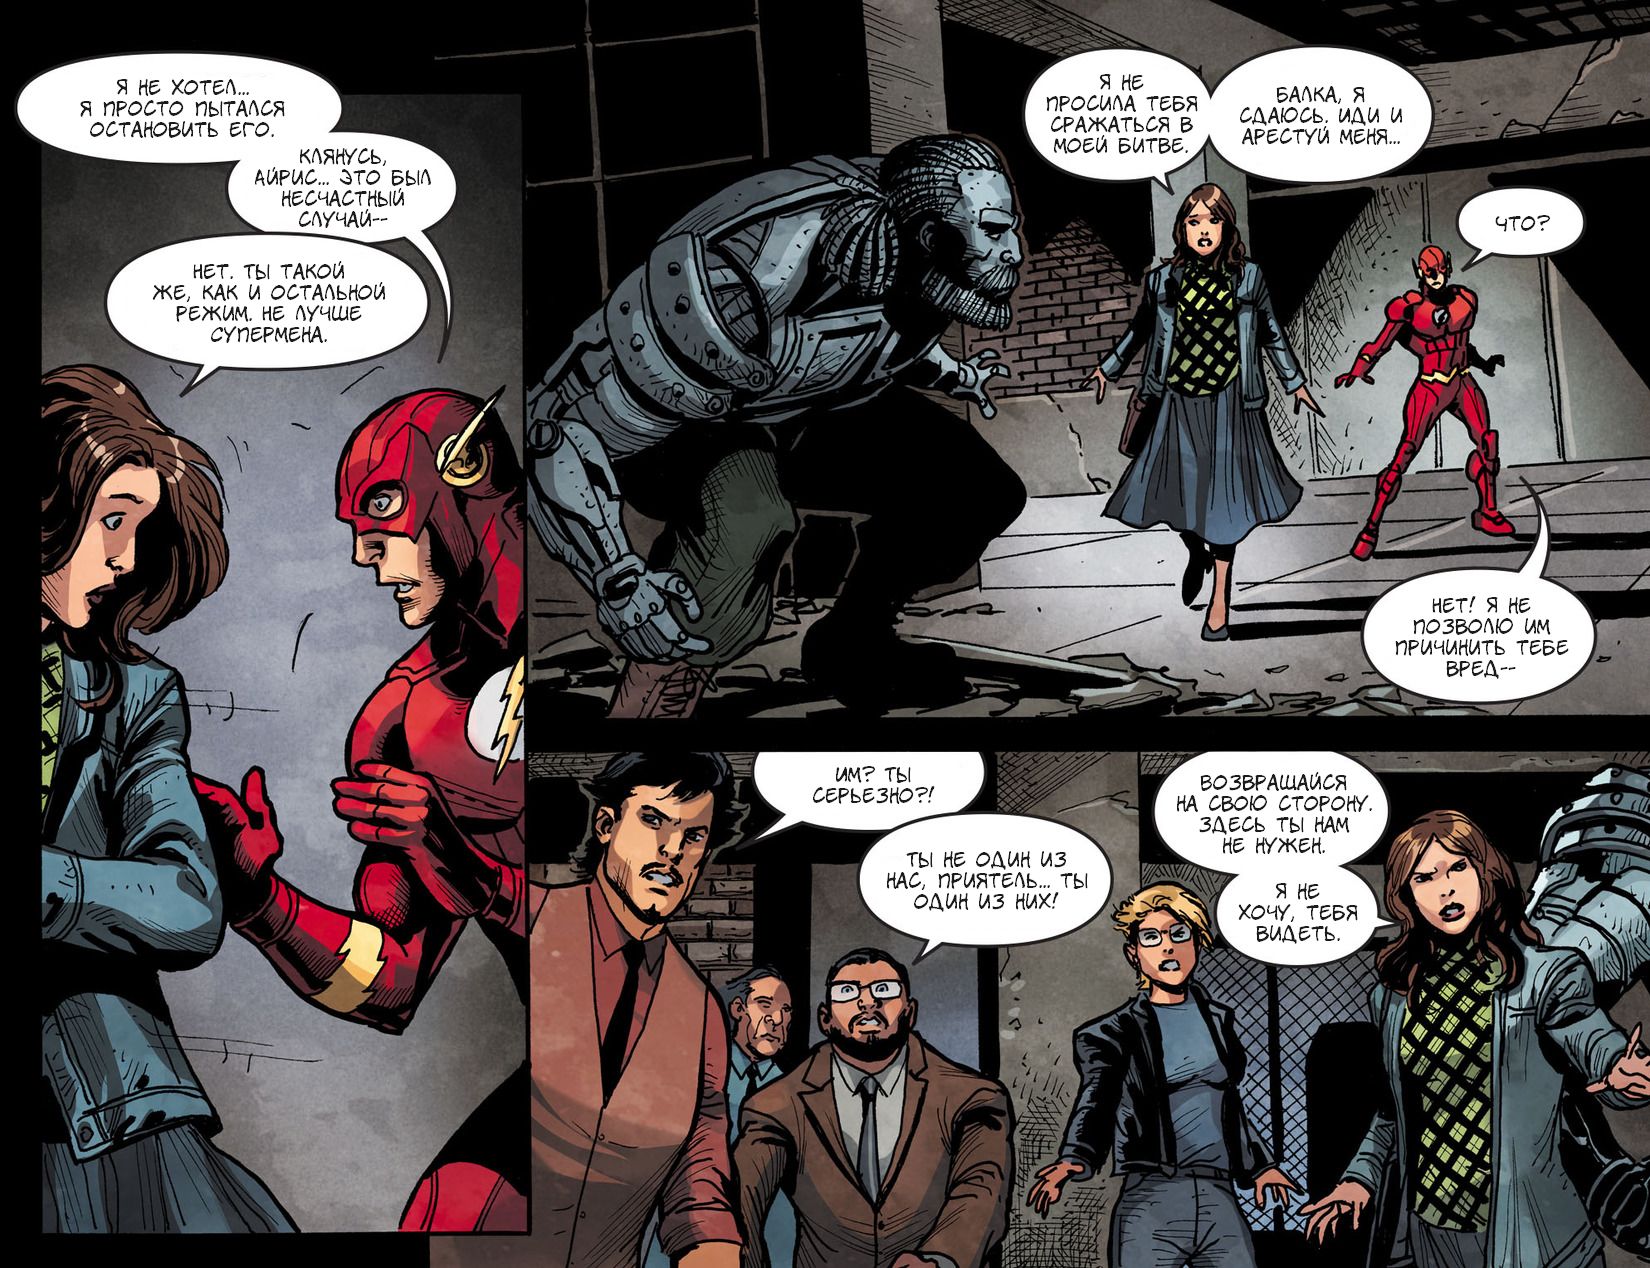 Я НЕ ХОТЕЛ...
Я ПРОСТО ПЫТАЛСЯ
ОСТАНОВИТЬ ЕГО.
КЛЯНУСЬ,
АЙРИС... ЭТО БЫЛ
НЕСЧАСТНЫЙ
СЛУЧАЙ--
НЕТ. ТЫ ТАКОЙ
ЖЕ, КАК И ОСТАЛЬНОЙ
РЕЖИМ. НЕ ЛУЧШЕ
СУПЕРМЕНА.
Я НЕ
ПРОСИЛА ТЕБЯ
СРАЖАТЬСЯ В
МОЕЙ БИТВЕ.
БАЛКА, Я
СДАЮСЬ. ИДИ И
АРЕСТУЙ МЕНЯ...
ЧТО?
НЕТ! Я НЕ
ПОЗВОЛЮ ИМ
ПРИЧИНИТЬ ТЕБЕ
ВРЕД--
ИМ? ТЫ
СЕРЬЕЗНО?!
ТЫ НЕ ОДИН ИЗ
НАС, ПРИЯТЕЛЬ... ТЫ
ОДИН ИЗ НИХ!
ВОЗВРАЩАЙСЯ
НА СВОЮ СТОРОНУ.
ЗДЕСЬ ТЫ НАМ
НЕ НУЖЕН.
Я НЕ
ХОЧУ, ТЕБЯ
ВИДЕТЬ.